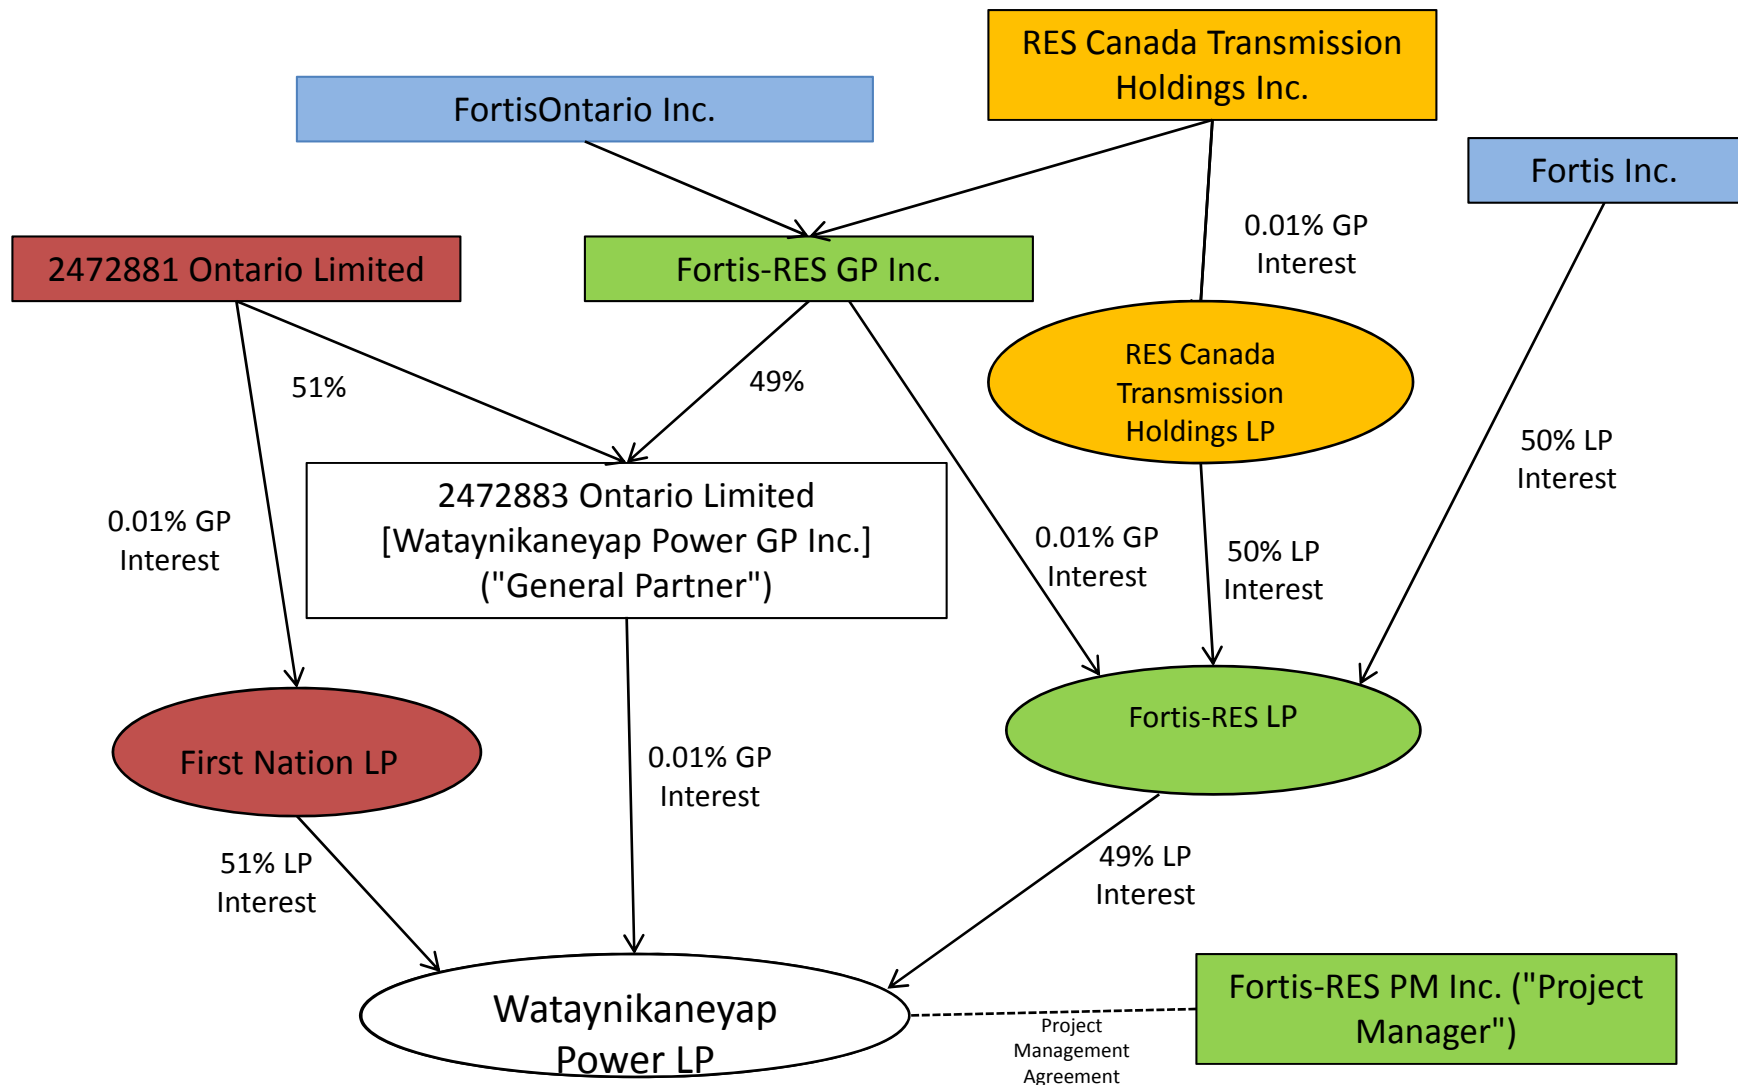 RES Canada Transmission
Holdings Inc.
FortisOntario Inc.
Fortis Inc.
2472881 Ontario Limited
Fortis-RES GP Inc.
0.01% GP
Interest
RES Canada
Transmission
Holdings LP
51%
49%
50% LP
Interest
2472883 Ontario Limited
[Wataynikaneyap Power GP Inc.]
("General Partner")
0.01% GP
Interest
0.01% GP
Interest
50% LP
Interest
First Nation LP
Fortis-RES LP
0.01% GP
Interest
51% LP
Interest
49% LP
Interest
Wataynikaneyap
Power LP
Fortis-RES PM Inc. ("Project
Manager")
Project
Management
Agreement